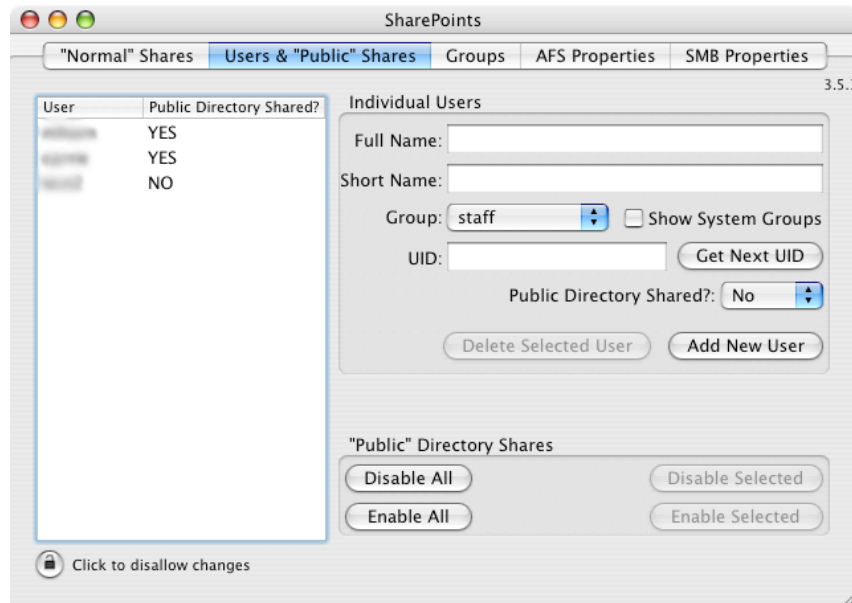 SharePoints
"Normal" Shares Users & "Public" Shares Groups AFS Properties SMB Properties
3.5.
User Public Directory Shared?
YES
YES
NO
Individual Users
Full Name:
Short Name:
Group: staff Show System Groups
UID: Get Next UID
Public Directory Shared?: No
Delete Selected User Add New User
"Public" Directory Shares
Disable All Disable Selected
Enable All Enable Selected
Click to disallow changes